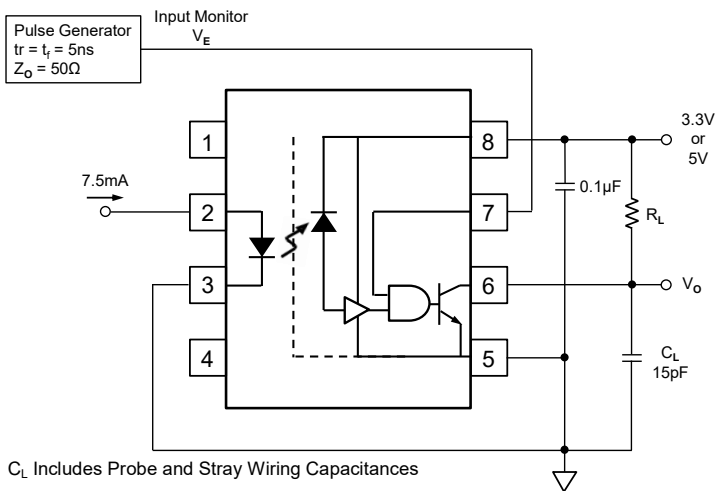 Pulse Generator
tr = tf = 5ns
ZO = 50Ω
Input Monitor
VE
1
8
3.3V
or
5V
7.5mA
2
7
0.1µF
RL
3
6
VO
4
5
CL
15pF
CL Includes Probe and Stray Wiring Capacitances